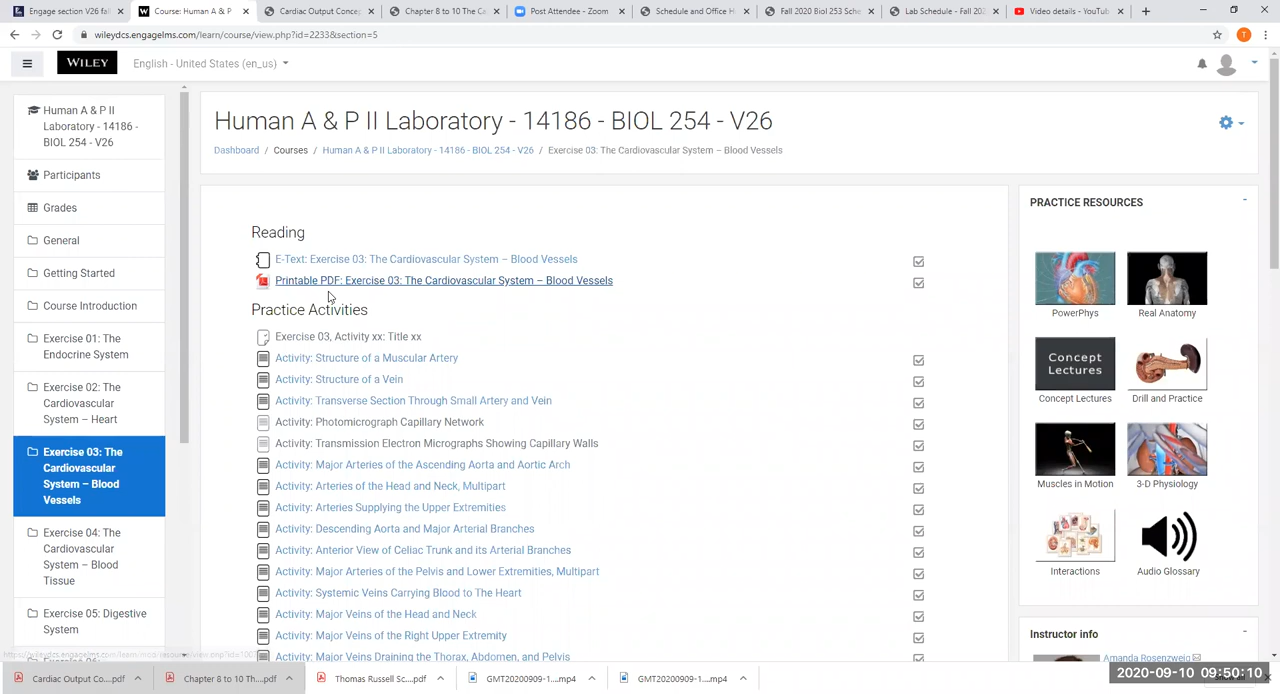 Engage section V26 fal
Course: Human A & P
Cardiac Output Conce
Chapter 8 to 10 The Ca
Post Attendee - Zoom
Schedule and Office H
Fall 2020 Biol 253 Sche
Lab Schedule - Fall 202
Video details - YouTub
wileydcs.engagelms.com/learn/course/view.php?id=2233&section=5
T
WILEY
English - United States (en_us)
Human A & P II
Laboratory - 14186 -
BIOL 254 - V26
Participants
Grades
General
Getting Started
Course Introduction
Exercise 01: The
Endocrine System
Exercise 02: The
Cardiovascular
System – Heart
Exercise 03: The
Cardiovascular
System – Blood
Vessels
Exercise 04: The
Cardiovascular
System – Blood
Tissue
Exercise 05: Digestive
System
Human A & P II Laboratory - 14186 - BIOL 254 - V26
Dashboard / Courses / Human A & P II Laboratory - 14186 - BIOL 254 - V26 / Exercise 03: The Cardiovascular System – Blood Vessels
Reading
E-Text: Exercise 03: The Cardiovascular System – Blood Vessels
Printable PDF: Exercise 03: The Cardiovascular System – Blood Vessels
Practice Activities
Exercise 03, Activity xx: Title xx
Activity: Structure of a Muscular Artery
Activity: Structure of a Vein
Activity: Transverse Section Through Small Artery and Vein
Activity: Photomicrograph Capillary Network
Activity: Transmission Electron Micrographs Showing Capillary Walls
Activity: Major Arteries of the Ascending Aorta and Aortic Arch
Activity: Arteries of the Head and Neck, Multipart
Activity: Arteries Supplying the Upper Extremities
Activity: Descending Aorta and Major Arterial Branches
Activity: Anterior View of Celiac Trunk and its Arterial Branches
Activity: Major Arteries of the Pelvis and Lower Extremities, Multipart
Activity: Systemic Veins Carrying Blood to The Heart
Activity: Major Veins of the Head and Neck
Activity: Major Veins of the Right Upper Extremity
Activity: Major Veins Draining the Thorax, Abdomen, and Pelvis
PRACTICE RESOURCES
PowerPhys
Real Anatomy
Concept
Lectures
Concept Lectures
Drill and Practice
Muscles in Motion
3-D Physiology
Interactions
Audio Glossary
Instructor info
Amanda Rosenzweig
Cardiac Output Co....pdf
Chapter 8 to 10 Th....pdf
Thomas Russell Sc....pdf
GMT20200909-1....mp4
GMT20200909-1....mp4
2020-09-10 09:50:10